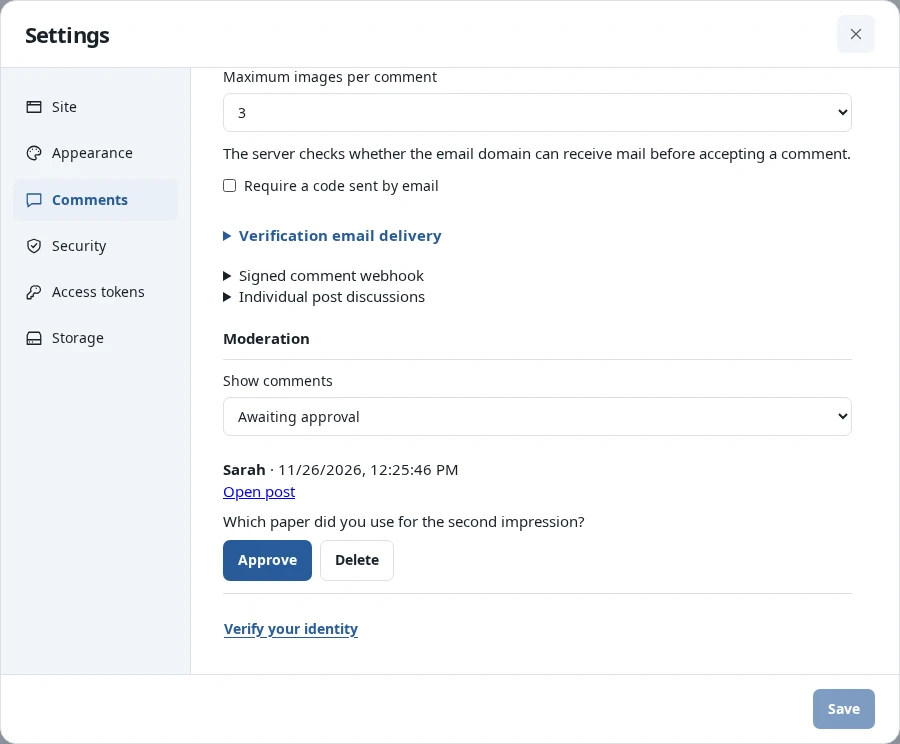 Settings
Site
Appearance
Comments
Security
Access tokens
Storage
Maximum images per comment
3
The server checks whether the email domain can receive mail before accepting a comment.
Require a code sent by email
Verification email delivery
Signed comment webhook
Individual post discussions
Moderation
Show comments
Awaiting approval
Sarah · 11/26/2026, 12:25:46 PM
Open post
Which paper did you use for the second impression?
Approve Delete
Verify your identity
Save